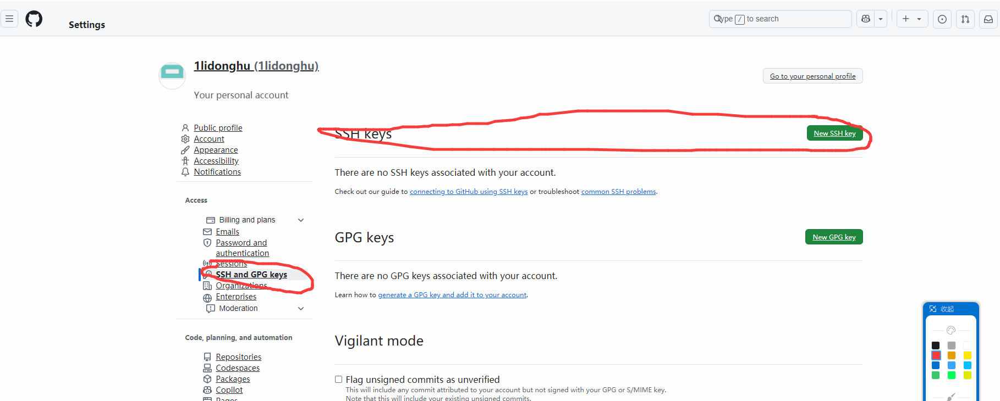 Settings
Type / to search
1lidonghu (1lidonghu)
Go to your personal profile
Your personal account
Public profile
Account
Appearance
Accessibility
Notifications
Access
Billing and plans
Emails
Password and
authentication
Sessions
SSH and GPG keys
Organizations
Enterprises
Moderation
Code, planning, and automation
Repositories
Codespaces
Packages
Copilot
Pages
SSH keys
New SSH key
There are no SSH keys associated with your account.
Check out our guide to connecting to GitHub using SSH keys or troubleshoot common SSH problems.
GPG keys
New GPG key
There are no GPG keys associated with your account.
Learn how to generate a GPG key and add it to your account.
Vigilant mode
Flag unsigned commits as unverified
This will include any commit attributed to your account but not signed with your GPG or S/MIME key.
Note that this will include your existing unsigned commits.
收起